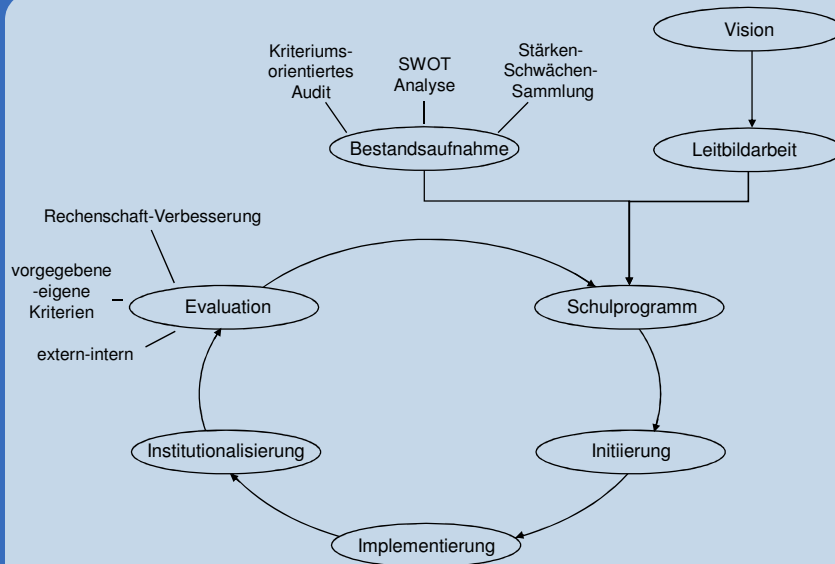 Vision
Kriteriums-
orientiertes
Audit
SWOT
Analyse
Stärken-
Schwächen-
Sammlung
Bestandsaufnahme
Leitbildarbeit
Rechenschaft-Verbesserung
vorgegebene
-eigene
Kriterien
extern-intern
Evaluation
Schulprogramm
Institutionalisierung
Initiierung
Implementierung